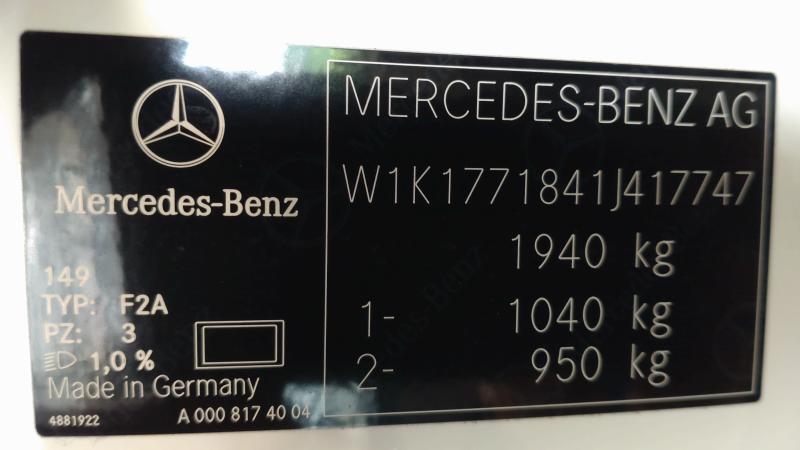 Mercedes-Benz
149
TYP: F2A
PZ: 3
1,0 %
Made in Germany
4881922
A 000 817 40 04
MERCEDES-BENZ AG
W1K1771841J417747
1940 kg
1- 1040 kg
2- 950 kg